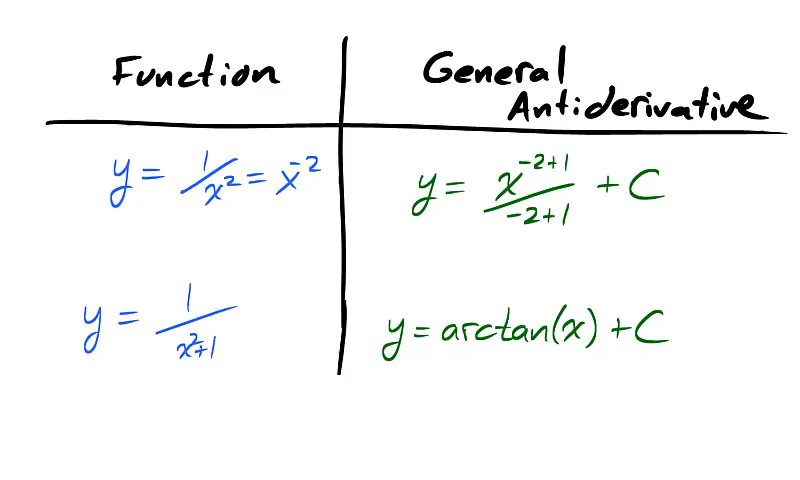 Function | General Antiderivative
y = 1/x² = x⁻² | y = x⁻²⁺¹/(-2+1) + C
y = 1/(x²+1) | y = arctan(x) + C